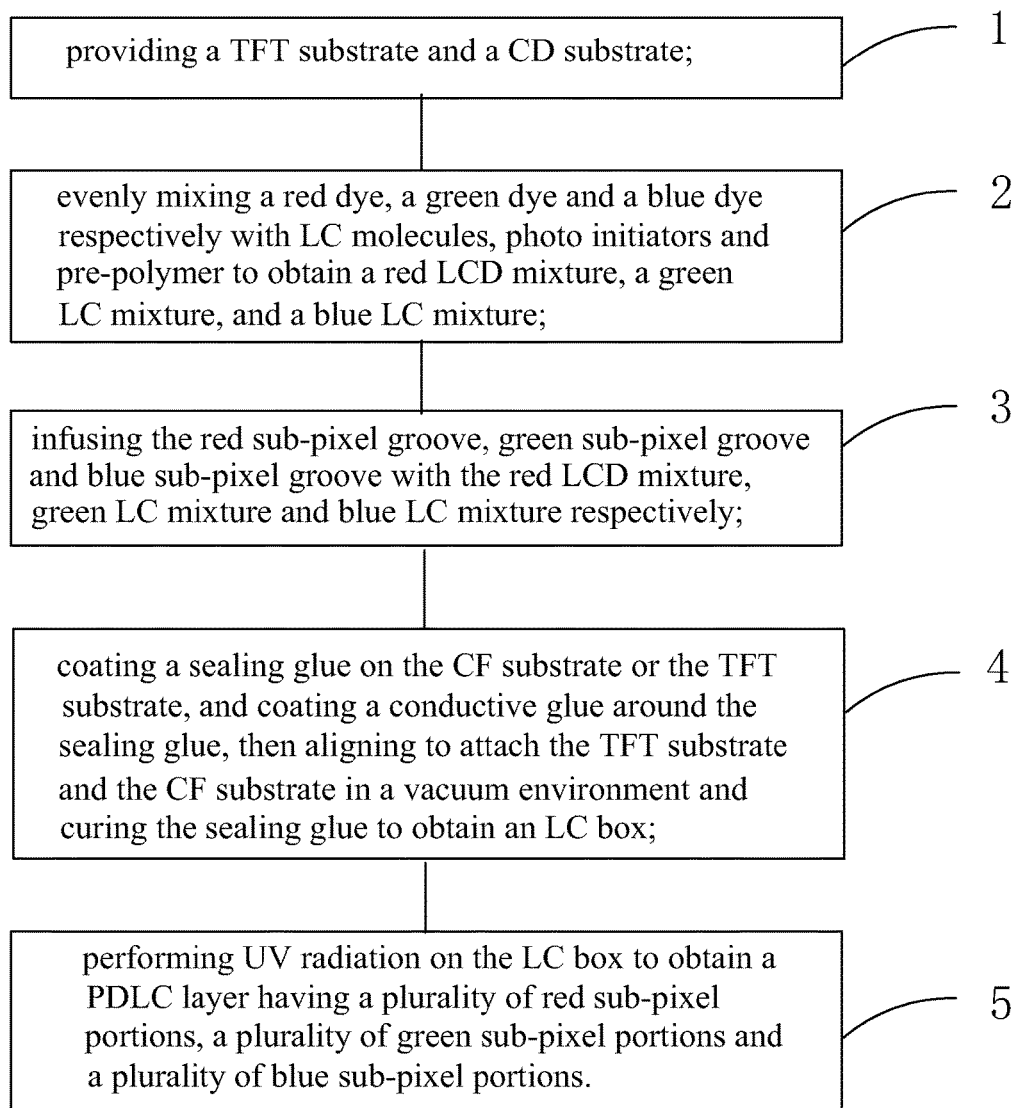 providing a TFT substrate and a CD substrate;
1
evenly mixing a red dye, a green dye and a blue dye
respectively with LC molecules, photo initiators and
pre-polymer to obtain a red LCD mixture, a green
LC mixture, and a blue LC mixture;
2
infusing the red sub-pixel groove, green sub-pixel groove
and blue sub-pixel groove with the red LCD mixture,
green LC mixture and blue LC mixture respectively;
3
coating a sealing glue on the CF substrate or the TFT
substrate, and coating a conductive glue around the
sealing glue, then aligning to attach the TFT substrate
and the CF substrate in a vacuum environment and
curing the sealing glue to obtain an LC box;
4
performing UV radiation on the LC box to obtain a
PDLC layer having a plurality of red sub-pixel
portions, a plurality of green sub-pixel portions and
a plurality of blue sub-pixel portions.
5